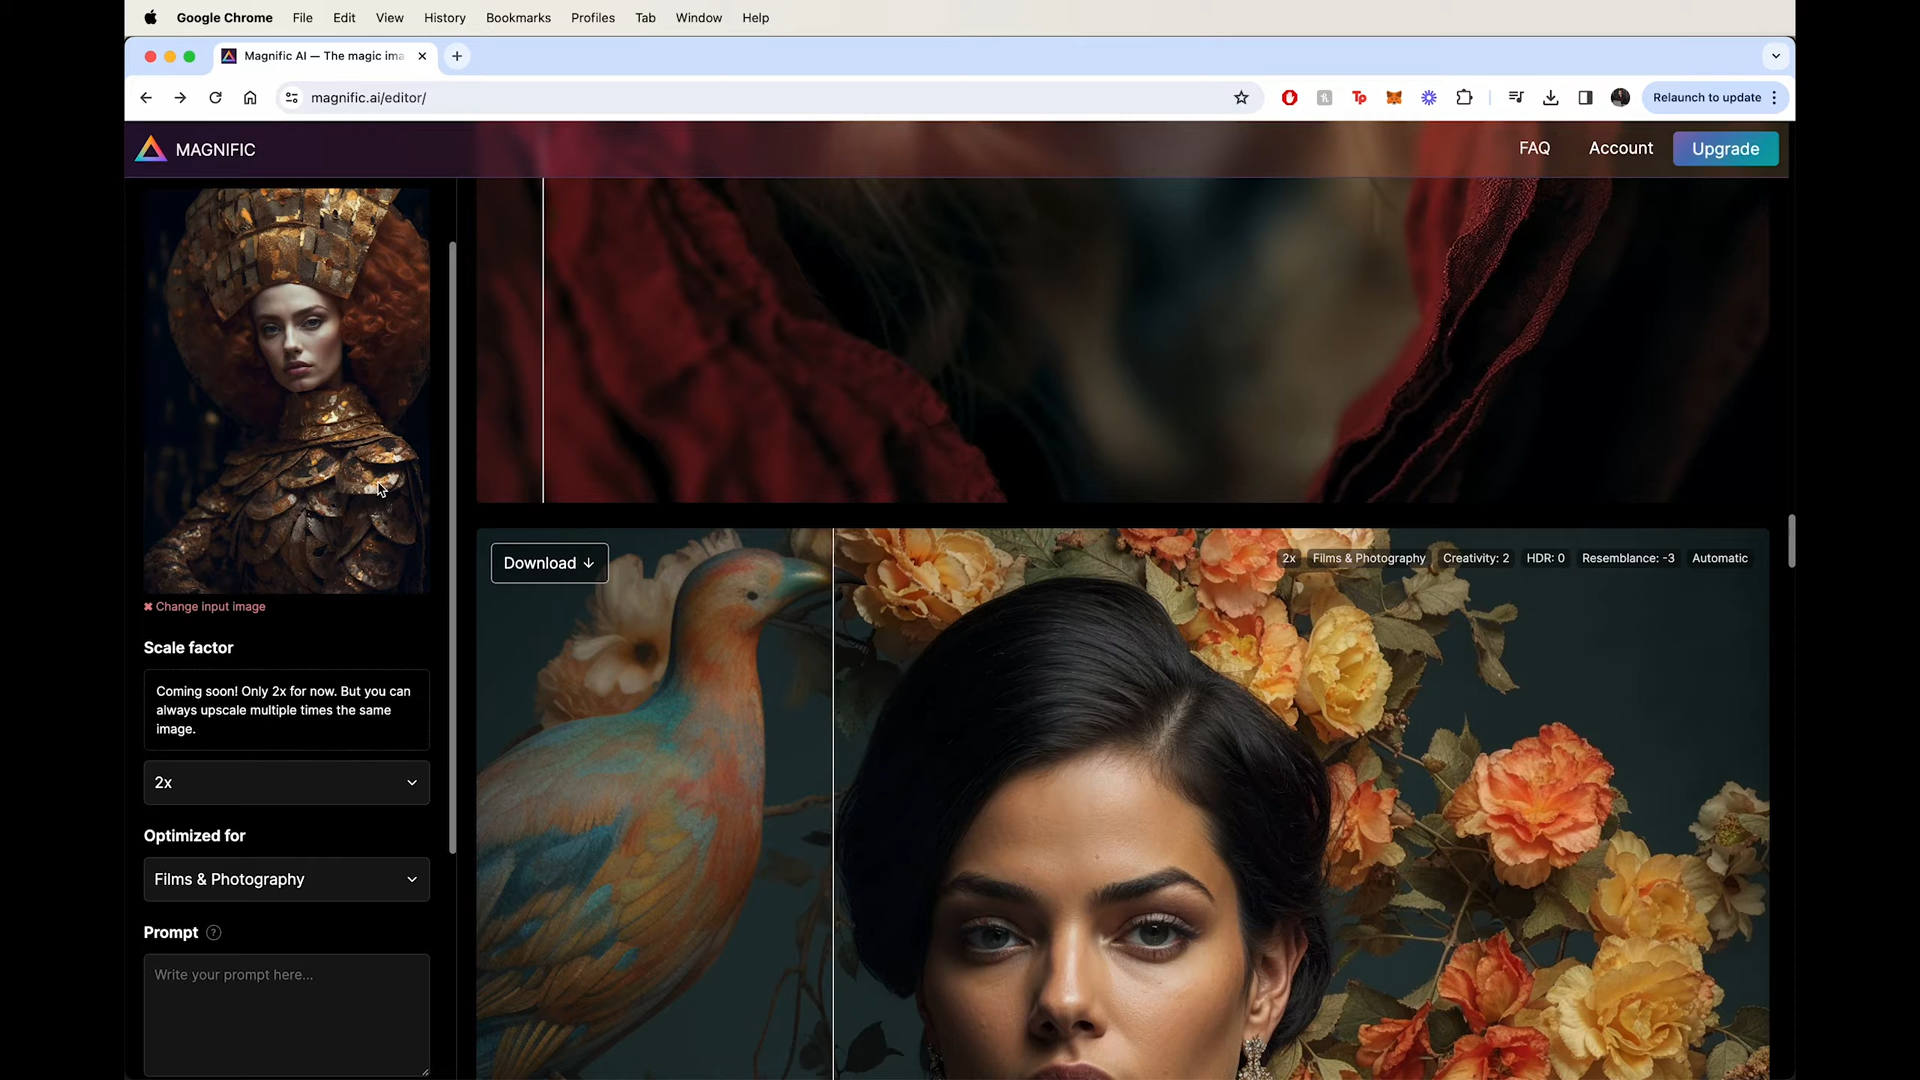 Google Chrome File Edit View History Bookmarks Profiles Tab Window Help
Magnific AI — The magic ima
magnific.ai/editor/
Relaunch to update
MAGNIFIC
FAQ Account Upgrade
✖ Change input image
Scale factor
Coming soon! Only 2x for now. But you can
always upscale multiple times the same
image.
2x
Optimized for
Films & Photography
Prompt ?
Write your prompt here...
Download ↓
2x Films & Photography Creativity: 2 HDR: 0 Resemblance: -3 Automatic